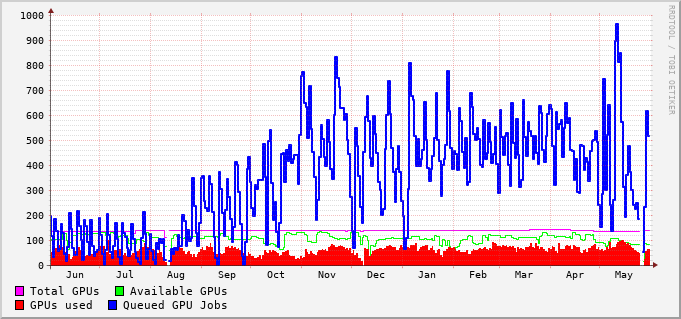 1000
900
800
700
600
500
400
300
200
100
0
Jun Jul Aug Sep Oct Nov Dec Jan Feb Mar Apr May
Total GPUs Available GPUs
GPUs used Queued GPU Jobs
RRDTOOL / TOBI OETIKER